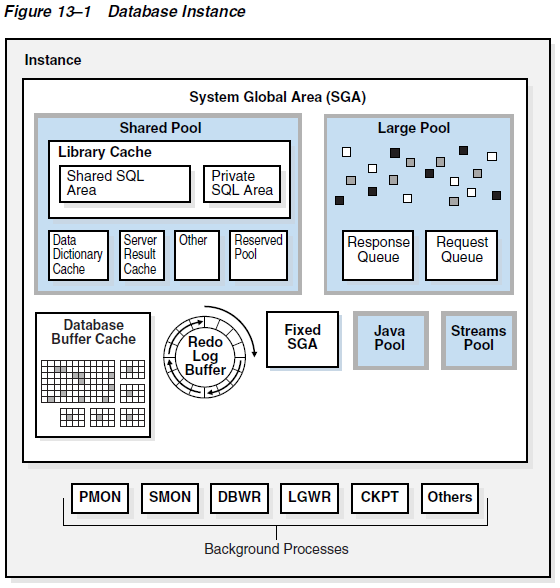 Figure 13–1 Database Instance
Instance
System Global Area (SGA)
Shared Pool
Library Cache
Shared SQL
Area
Private
SQL Area
Data
Dictionary
Cache
Server
Result
Cache
Other
Reserved
Pool
Large Pool
Response
Queue
Request
Queue
Database
Buffer Cache
Redo
Log
Buffer
Fixed
SGA
Java
Pool
Streams
Pool
PMON
SMON
DBWR
LGWR
CKPT
Others
Background Processes